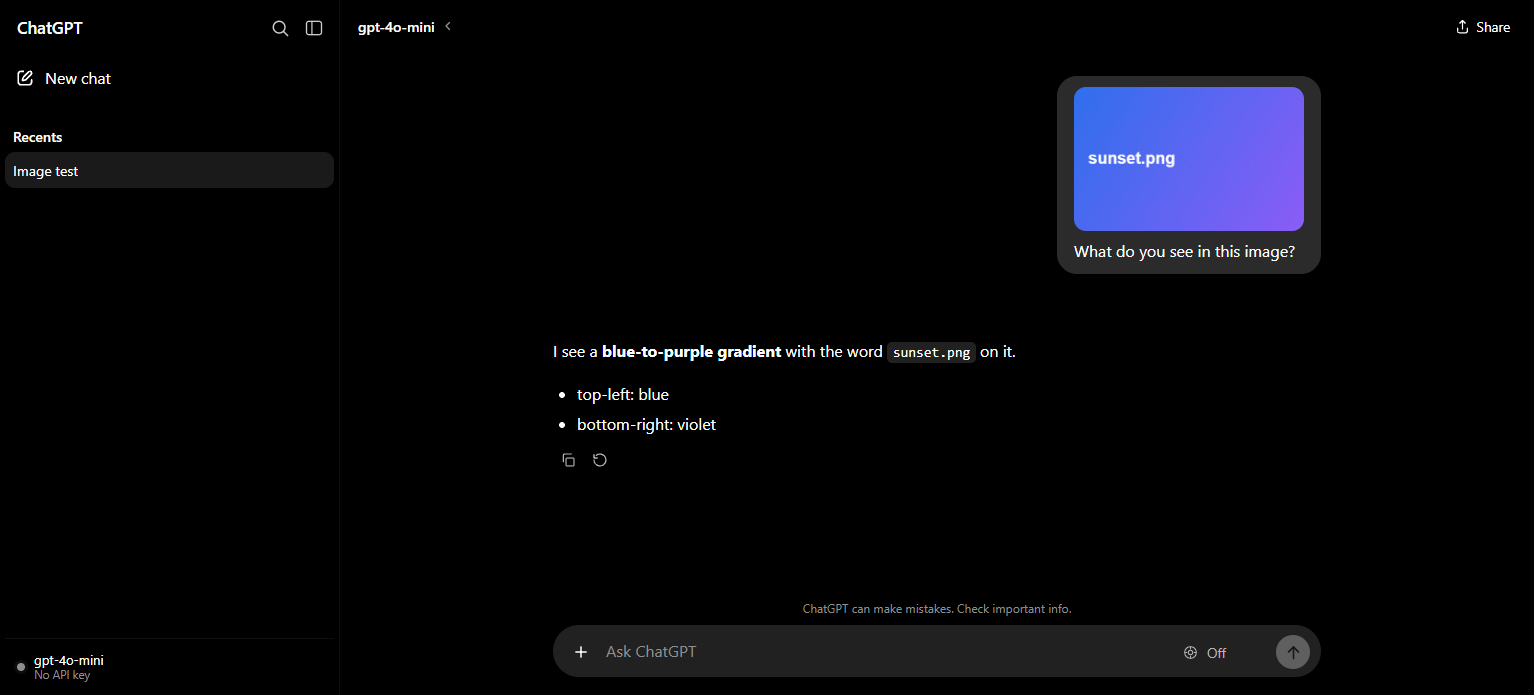 ChatGPT
New chat
Recents
Image test
gpt-4o-mini
No API key
gpt-4o-mini
Share
sunset.png
What do you see in this image?
I see a blue-to-purple gradient with the word sunset.png on it.
• top-left: blue
• bottom-right: violet
ChatGPT can make mistakes. Check important info.
Ask ChatGPT
Off